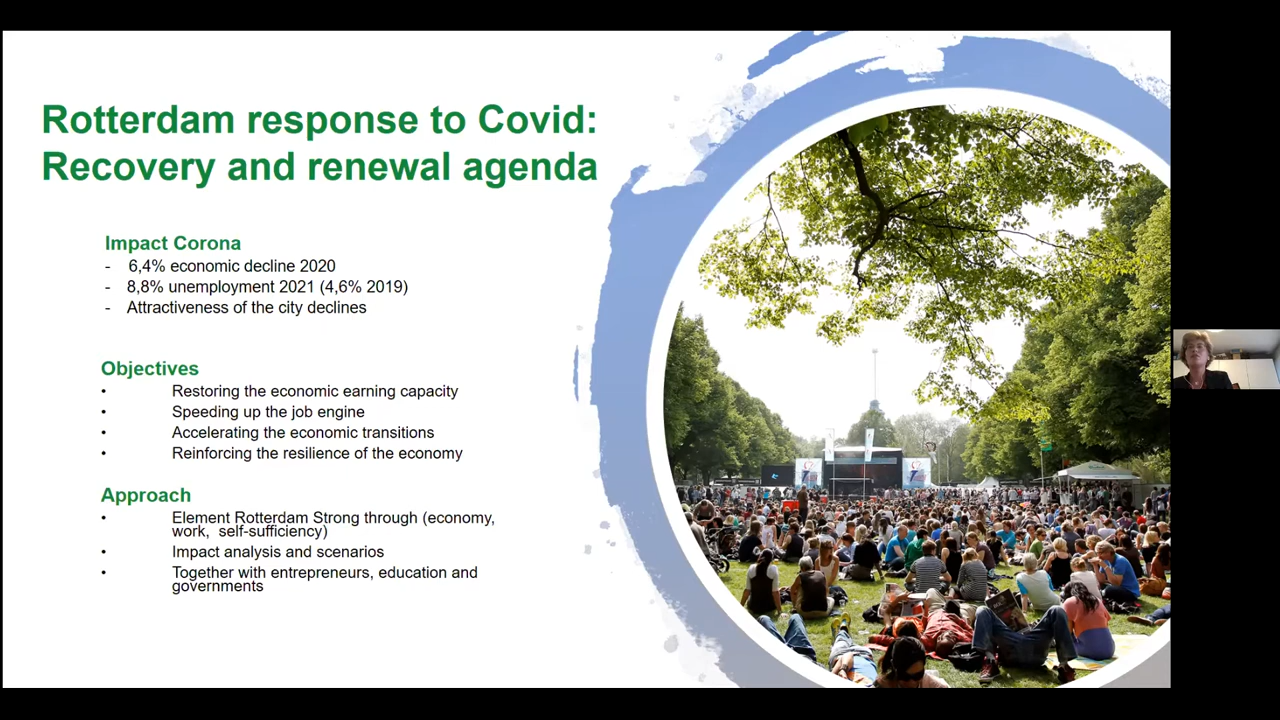 Rotterdam response to Covid:
Recovery and renewal agenda
Impact Corona
- 6,4% economic decline 2020
- 8,8% unemployment 2021 (4,6% 2019)
- Attractiveness of the city declines
Objectives
• Restoring the economic earning capacity
• Speeding up the job engine
• Accelerating the economic transitions
• Reinforcing the resilience of the economy
Approach
• Element Rotterdam Strong through (economy,
work, self-sufficiency)
• Impact analysis and scenarios
• Together with entrepreneurs, education and
governments